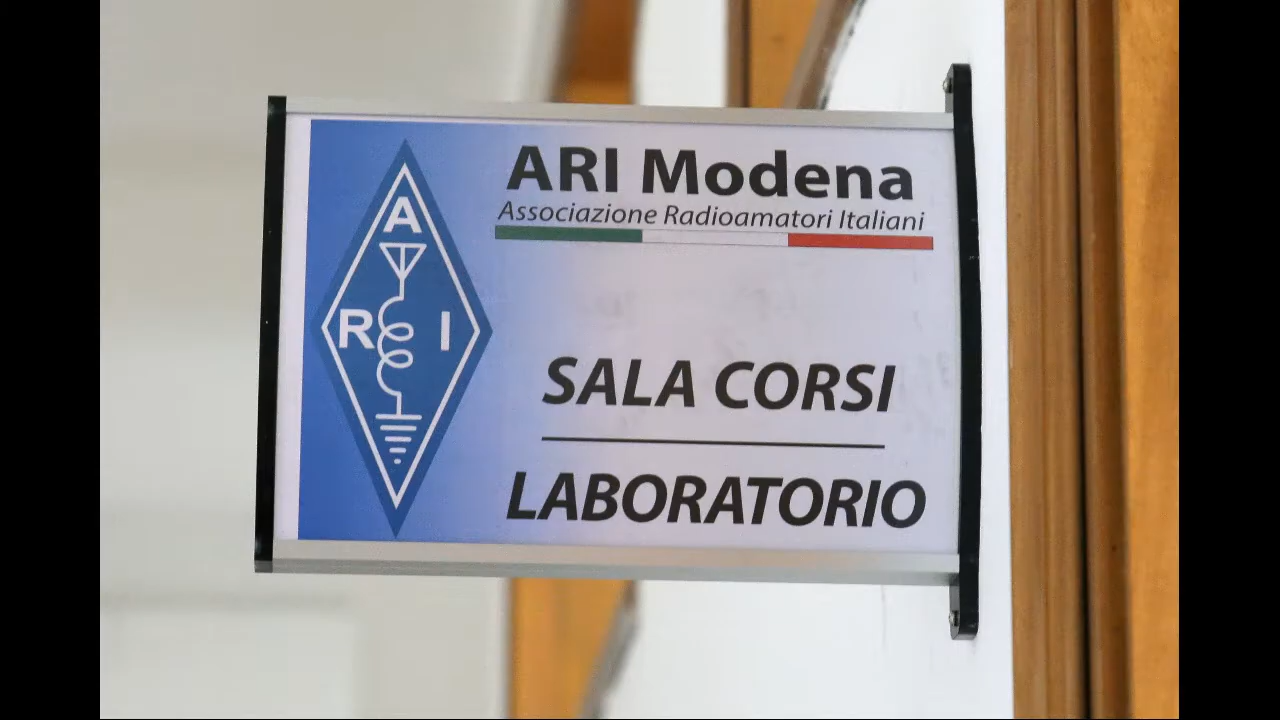 A
R I
ARI Modena
Associazione Radioamatori Italiani
SALA CORSI
LABORATORIO